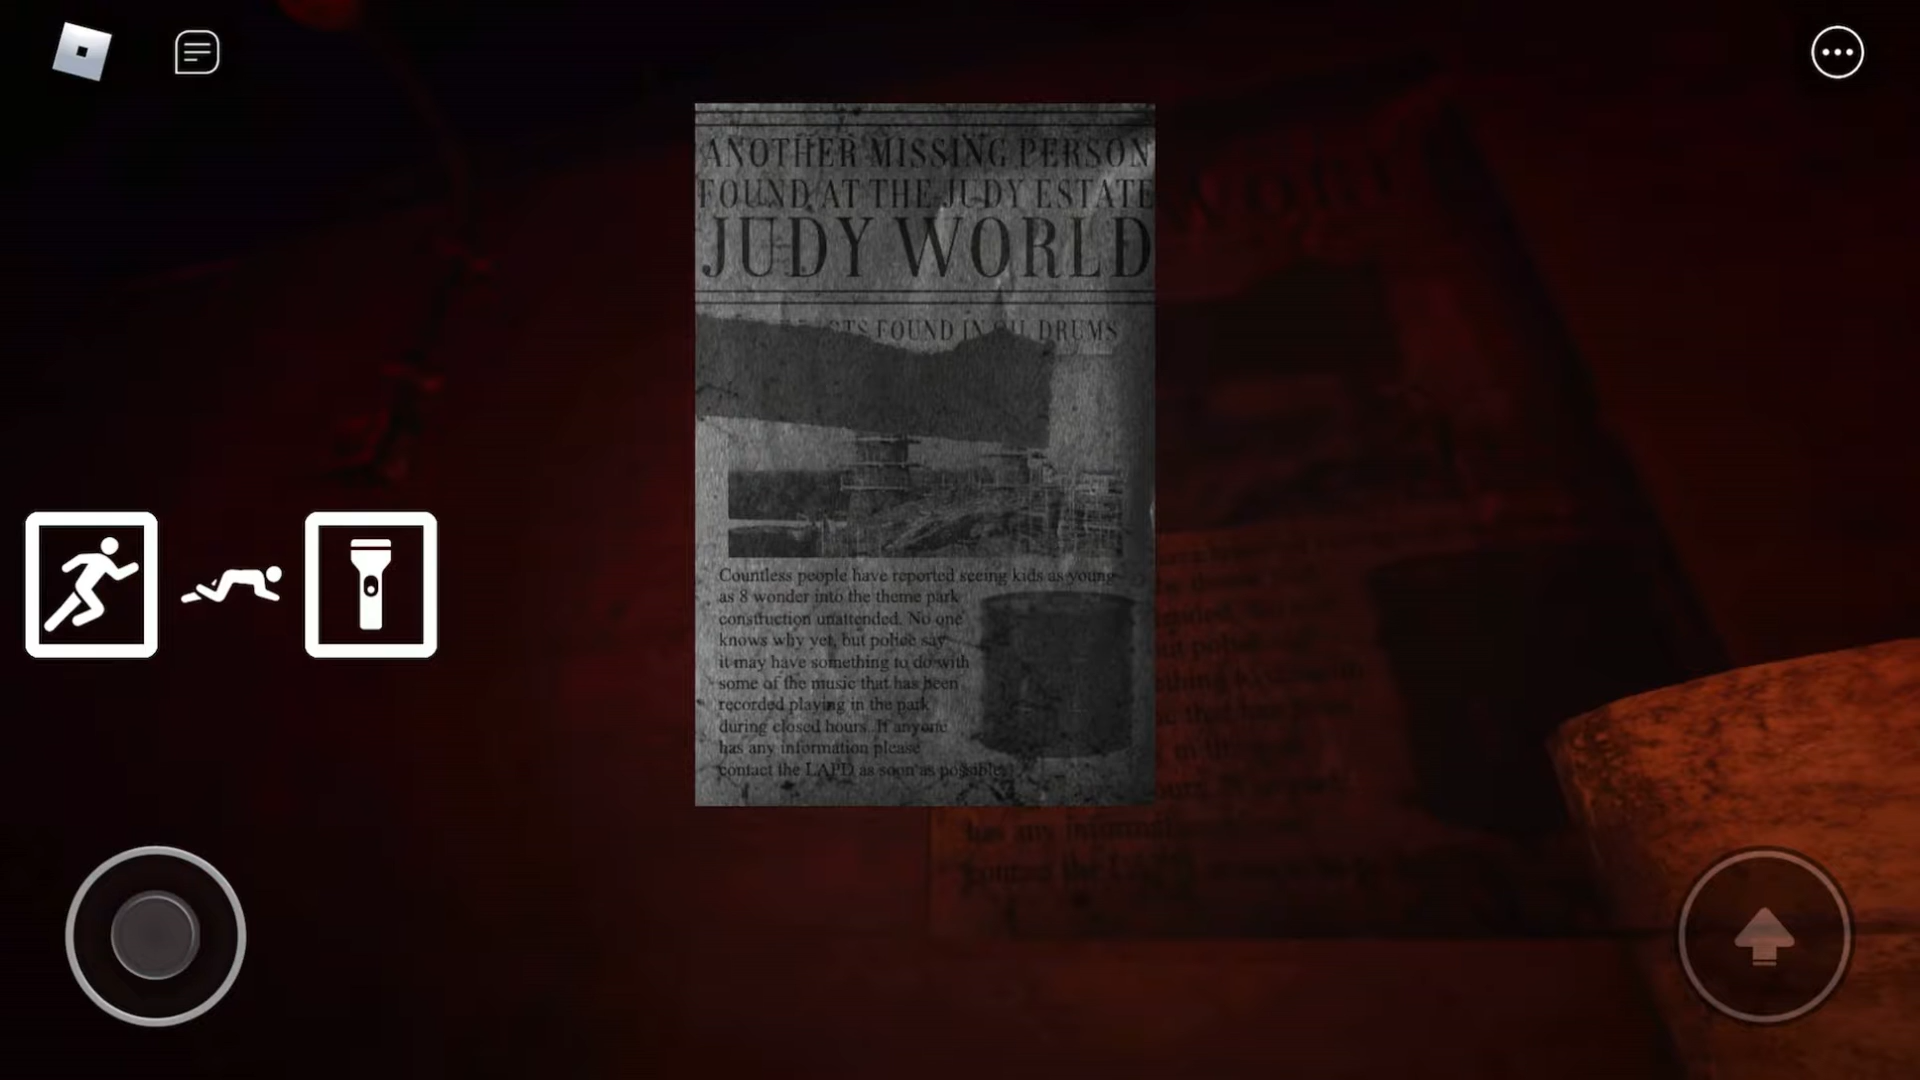 ANOTHER MISSING PERSON
FOUND AT THE JUDY ESTATE
JUDY WORLD
FOUND IN OIL DRUMS
Countless people have reported seeing kids as young
as 8 wonder into the theme park
construction unattended. No one
knows why yet, but police say
it may have something to do with
some of the music that has been
recorded playing in the park
during closed hours. If anyone
has any information please
contact the LAPD as soon as possible.